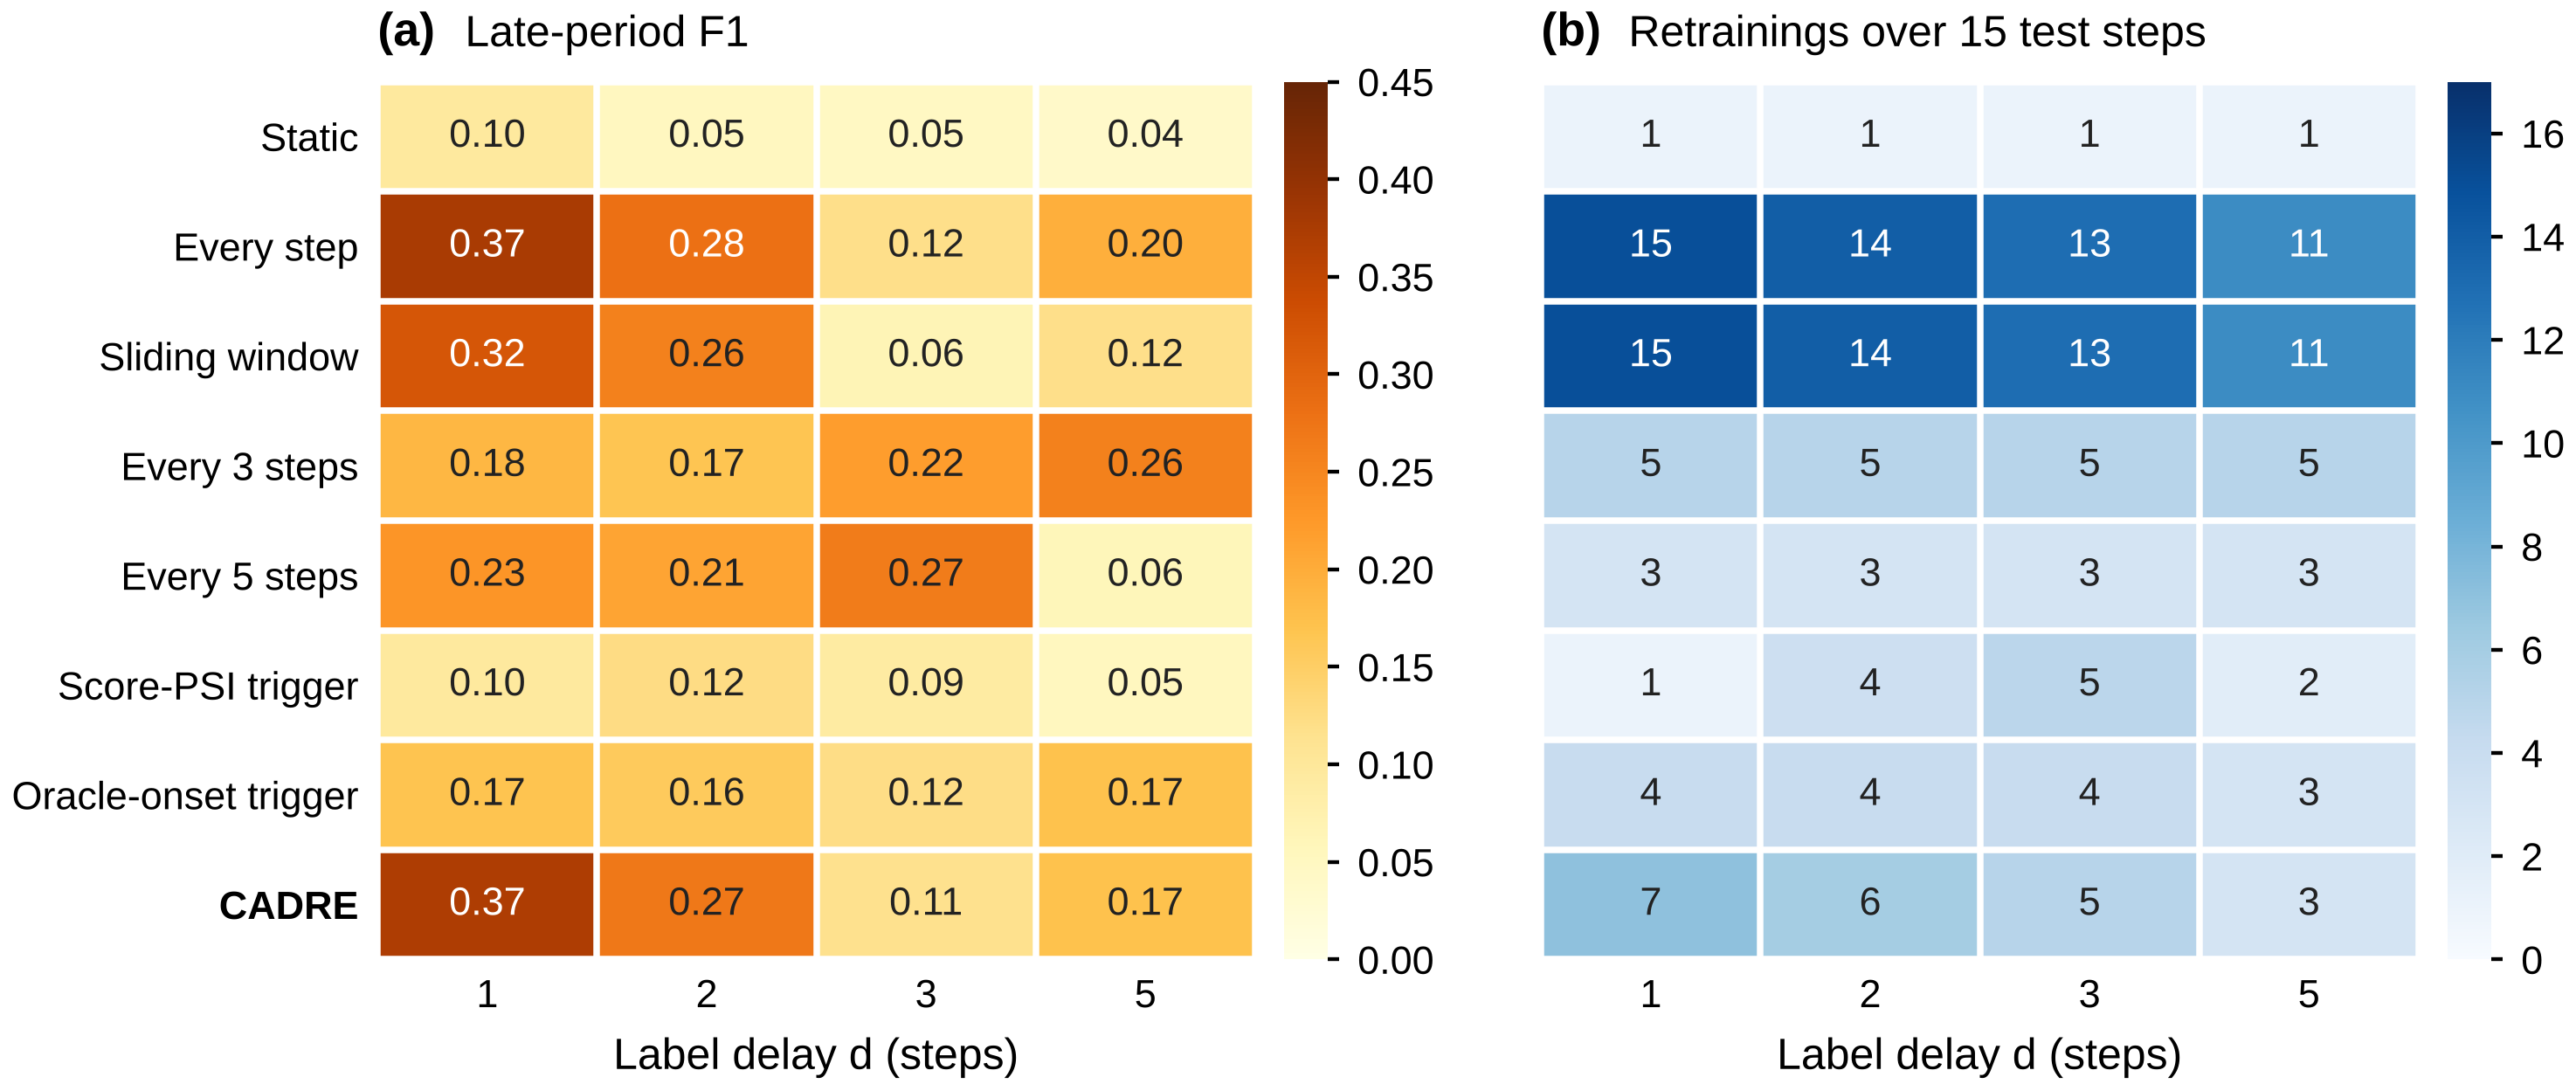 (a) Late-period F1
Static 0.10 0.05 0.05 0.04
Every step 0.37 0.28 0.12 0.20
Sliding window 0.32 0.26 0.06 0.12
Every 3 steps 0.18 0.17 0.22 0.26
Every 5 steps 0.23 0.21 0.27 0.06
Score-PSI trigger 0.10 0.12 0.09 0.05
Oracle-onset trigger 0.17 0.16 0.12 0.17
CADRE 0.37 0.27 0.11 0.17
1 2 3 5
Label delay d (steps)
0.45
0.40
0.35
0.30
0.25
0.20
0.15
0.10
0.05
0.00
(b) Retrainings over 15 test steps
1 1 1 1
15 14 13 11
15 14 13 11
5 5 5 5
3 3 3 3
1 4 5 2
4 4 4 3
7 6 5 3
1 2 3 5
Label delay d (steps)
16
14
12
10
8
6
4
2
0